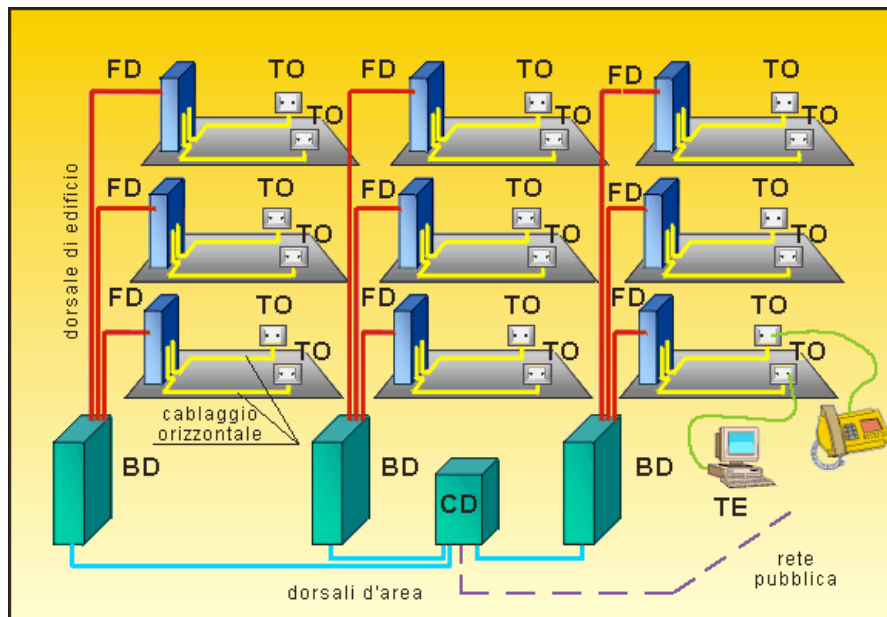 FD TO FD TO FD TO
TO TO TO
FD TO FD TO FD TO
TO TO TO
dorsale di edificio
FD TO FD TO FD TO
TO TO TO
cablaggio
orizzontale
BD BD BD
CD
TE
dorsali d'area
rete
pubblica